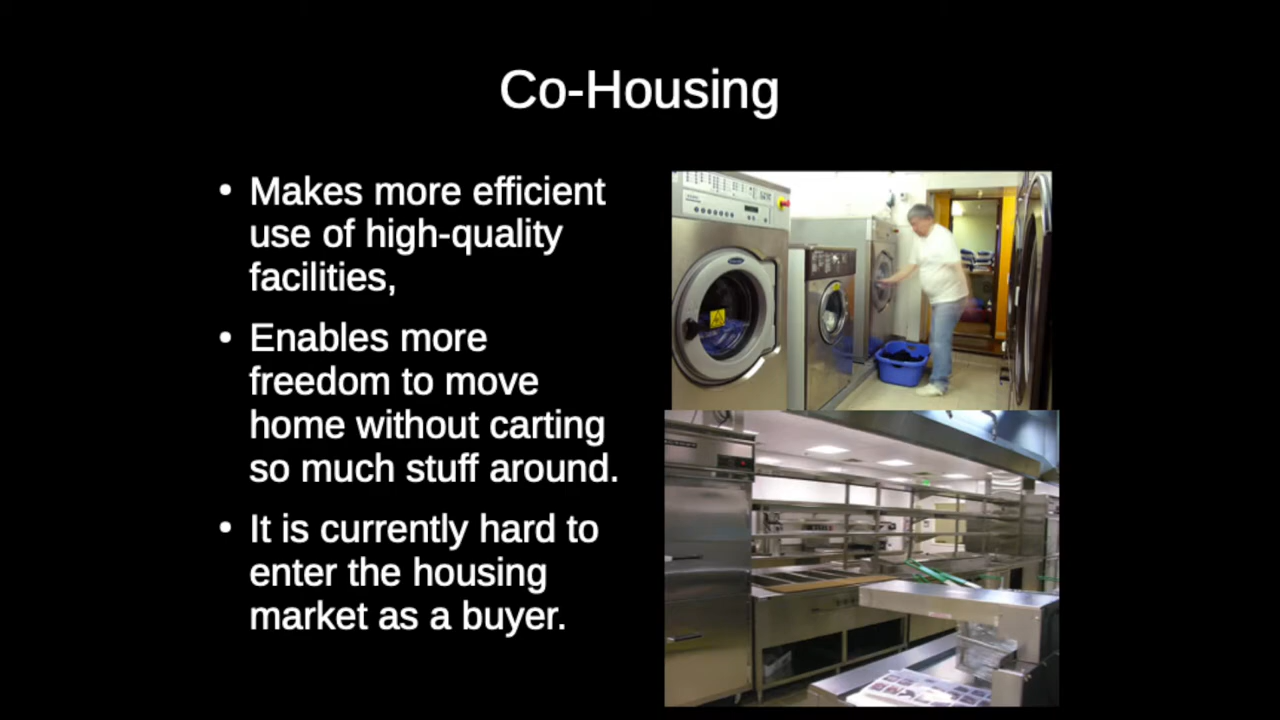 Co-Housing
• Makes more efficient
use of high-quality
facilities,
• Enables more
freedom to move
home without carting
so much stuff around.
• It is currently hard to
enter the housing
market as a buyer.